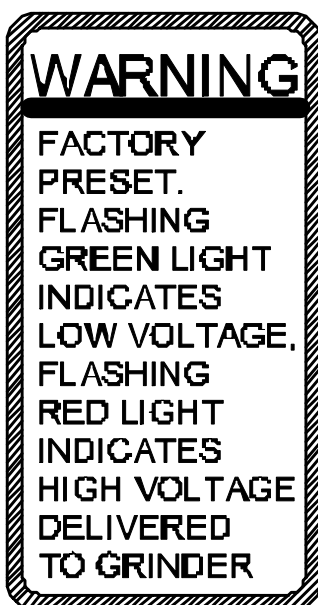 WARNING
FACTORY
PRESET.
FLASHING
GREEN LIGHT
INDICATES
LOW VOLTAGE,
FLASHING
RED LIGHT
INDICATES
HIGH VOLTAGE
DELIVERED
TO GRINDER